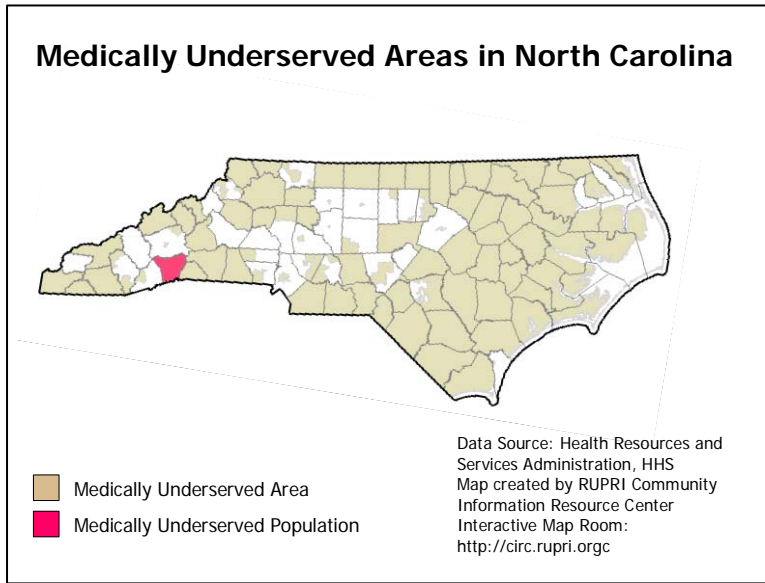 Medically Underserved Areas in North Carolina
Medically Underserved Area
Medically Underserved Population
Data Source: Health Resources and
Services Administration, HHS
Map created by RUPRI Community
Information Resource Center
Interactive Map Room:
http://circ.rupri.orgc